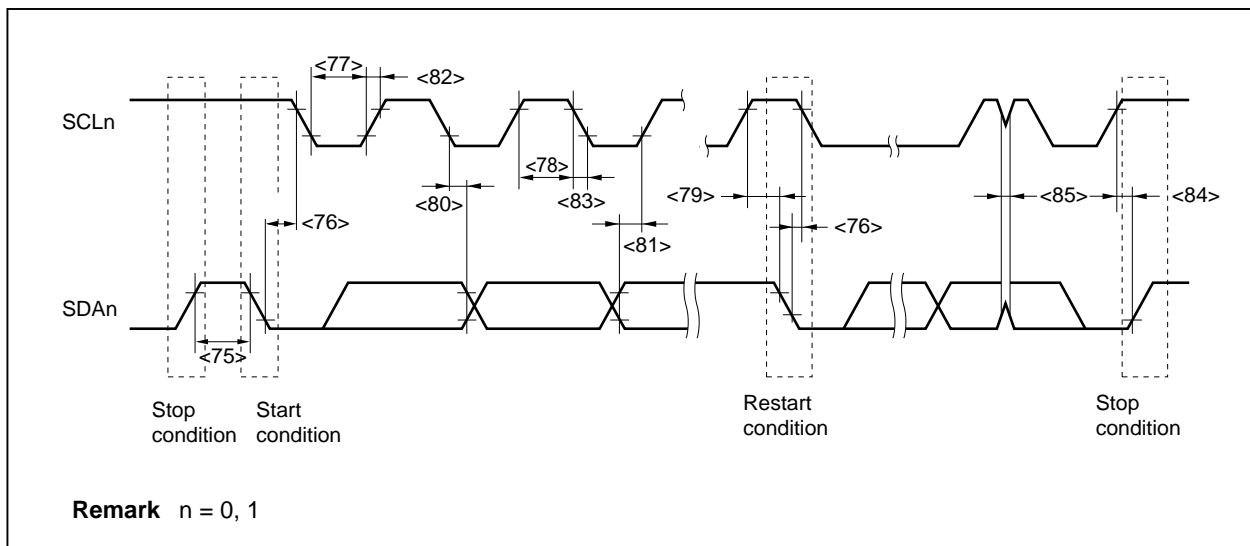 <77>
<82>
SCLn
<78>
<79>
<85>
<84>
<80>
<83>
<76>
<76>
<81>
SDAn
<75>
Stop
condition
Start
condition
Restart
condition
Stop
condition
Remark n = 0, 1